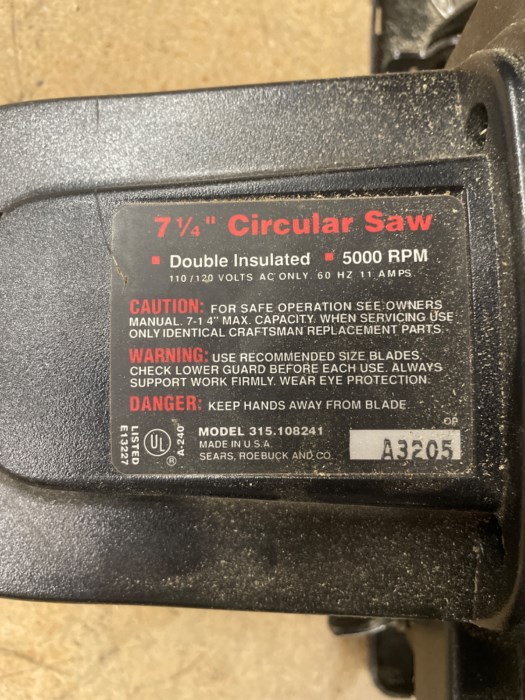 7 1/4" Circular Saw
▪ Double Insulated ▪ 5000 RPM
110/120 VOLTS AC ONLY. 60 HZ 11 AMPS
CAUTION: FOR SAFE OPERATION SEE OWNERS
MANUAL. 7-1 4" MAX. CAPACITY. WHEN SERVICING USE
ONLY IDENTICAL CRAFTSMAN REPLACEMENT PARTS.
WARNING: USE RECOMMENDED SIZE BLADES.
CHECK LOWER GUARD BEFORE EACH USE. ALWAYS
SUPPORT WORK FIRMLY. WEAR EYE PROTECTION.
DANGER: KEEP HANDS AWAY FROM BLADE.
LISTED
E13227
UL
®
A-240
MODEL 315.108241
MADE IN U.S.A.
SEARS, ROEBUCK AND CO.
A3205